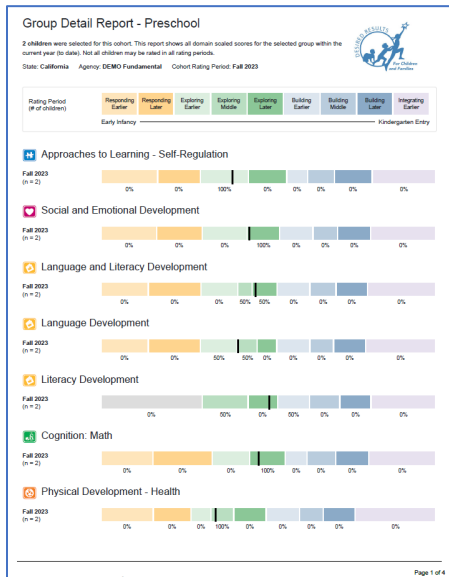 Group Detail Report - Preschool
2 children were selected for this cohort. This report shows all domain scaled scores for the selected group within the
current year (to date). Not all children may be rated in all rating periods.
State: California Agency: DEMO Fundamental Cohort Rating Period: Fall 2023
DESIRED RESULTS
For Children
and Families
Rating Period
(# of children)
Responding Earlier
Responding Later
Exploring Earlier
Exploring Middle
Exploring Later
Building Earlier
Building Middle
Building Later
Integrating Earlier
Early Infancy Kindergarten Entry
Approaches to Learning - Self-Regulation
Fall 2023
(n = 2)
0% 0% 100% 0% 0% 0% 0% 0%
Social and Emotional Development
Fall 2023
(n = 2)
0% 0% 0% 100% 0% 0% 0% 0%
Language and Literacy Development
Fall 2023
(n = 2)
0% 0% 0% 50% 50% 0% 0% 0% 0%
Language Development
Fall 2023
(n = 2)
0% 0% 50% 50% 0% 0% 0% 0% 0%
Literacy Development
Fall 2023
(n = 2)
0% 50% 0% 50% 0% 0% 0%
Cognition: Math
Fall 2023
(n = 2)
0% 0% 0% 100% 0% 0% 0% 0%
Physical Development - Health
Fall 2023
(n = 2)
0% 0% 0% 100% 0% 0% 0% 0% 0%
Page 1 of 4